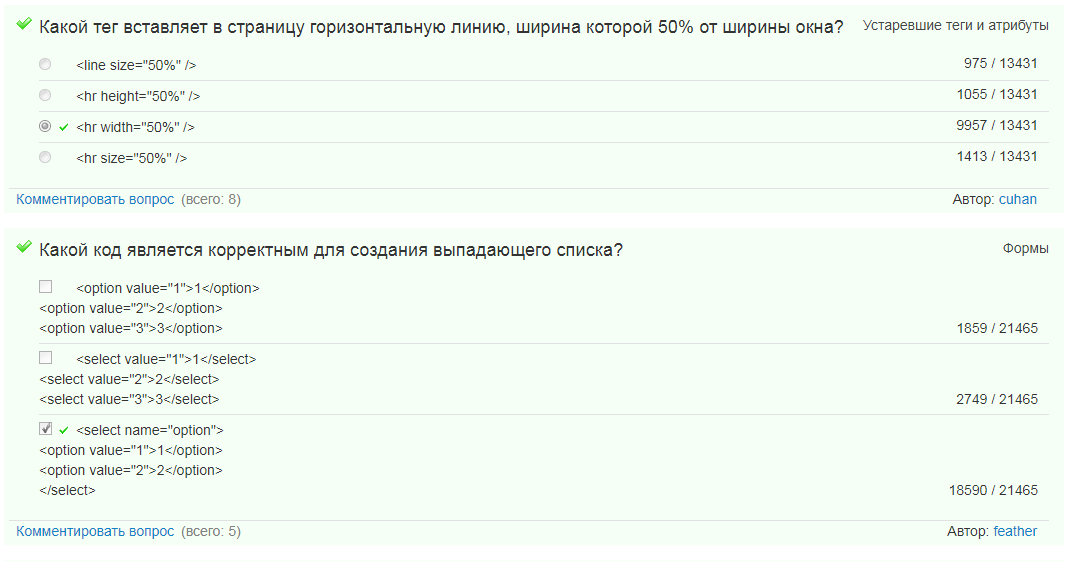 Какой тег вставляет в страницу горизонтальную линию, ширина которой 50% от ширины окна? Устаревшие теги и атрибуты
<line size="50%" /> 975 / 13431
<hr height="50%" /> 1055 / 13431
<hr width="50%" /> 9957 / 13431
<hr size="50%" /> 1413 / 13431
Комментировать вопрос (всего: 8) Автор: cuhan
Какой код является корректным для создания выпадающего списка? Формы
<option value="1">1</option>
<option value="2">2</option>
<option value="3">3</option> 1859 / 21465
<select value="1">1</select>
<select value="2">2</select>
<select value="3">3</select> 2749 / 21465
<select name="option">
<option value="1">1</option>
<option value="2">2</option>
</select> 18590 / 21465
Комментировать вопрос (всего: 5) Автор: feather